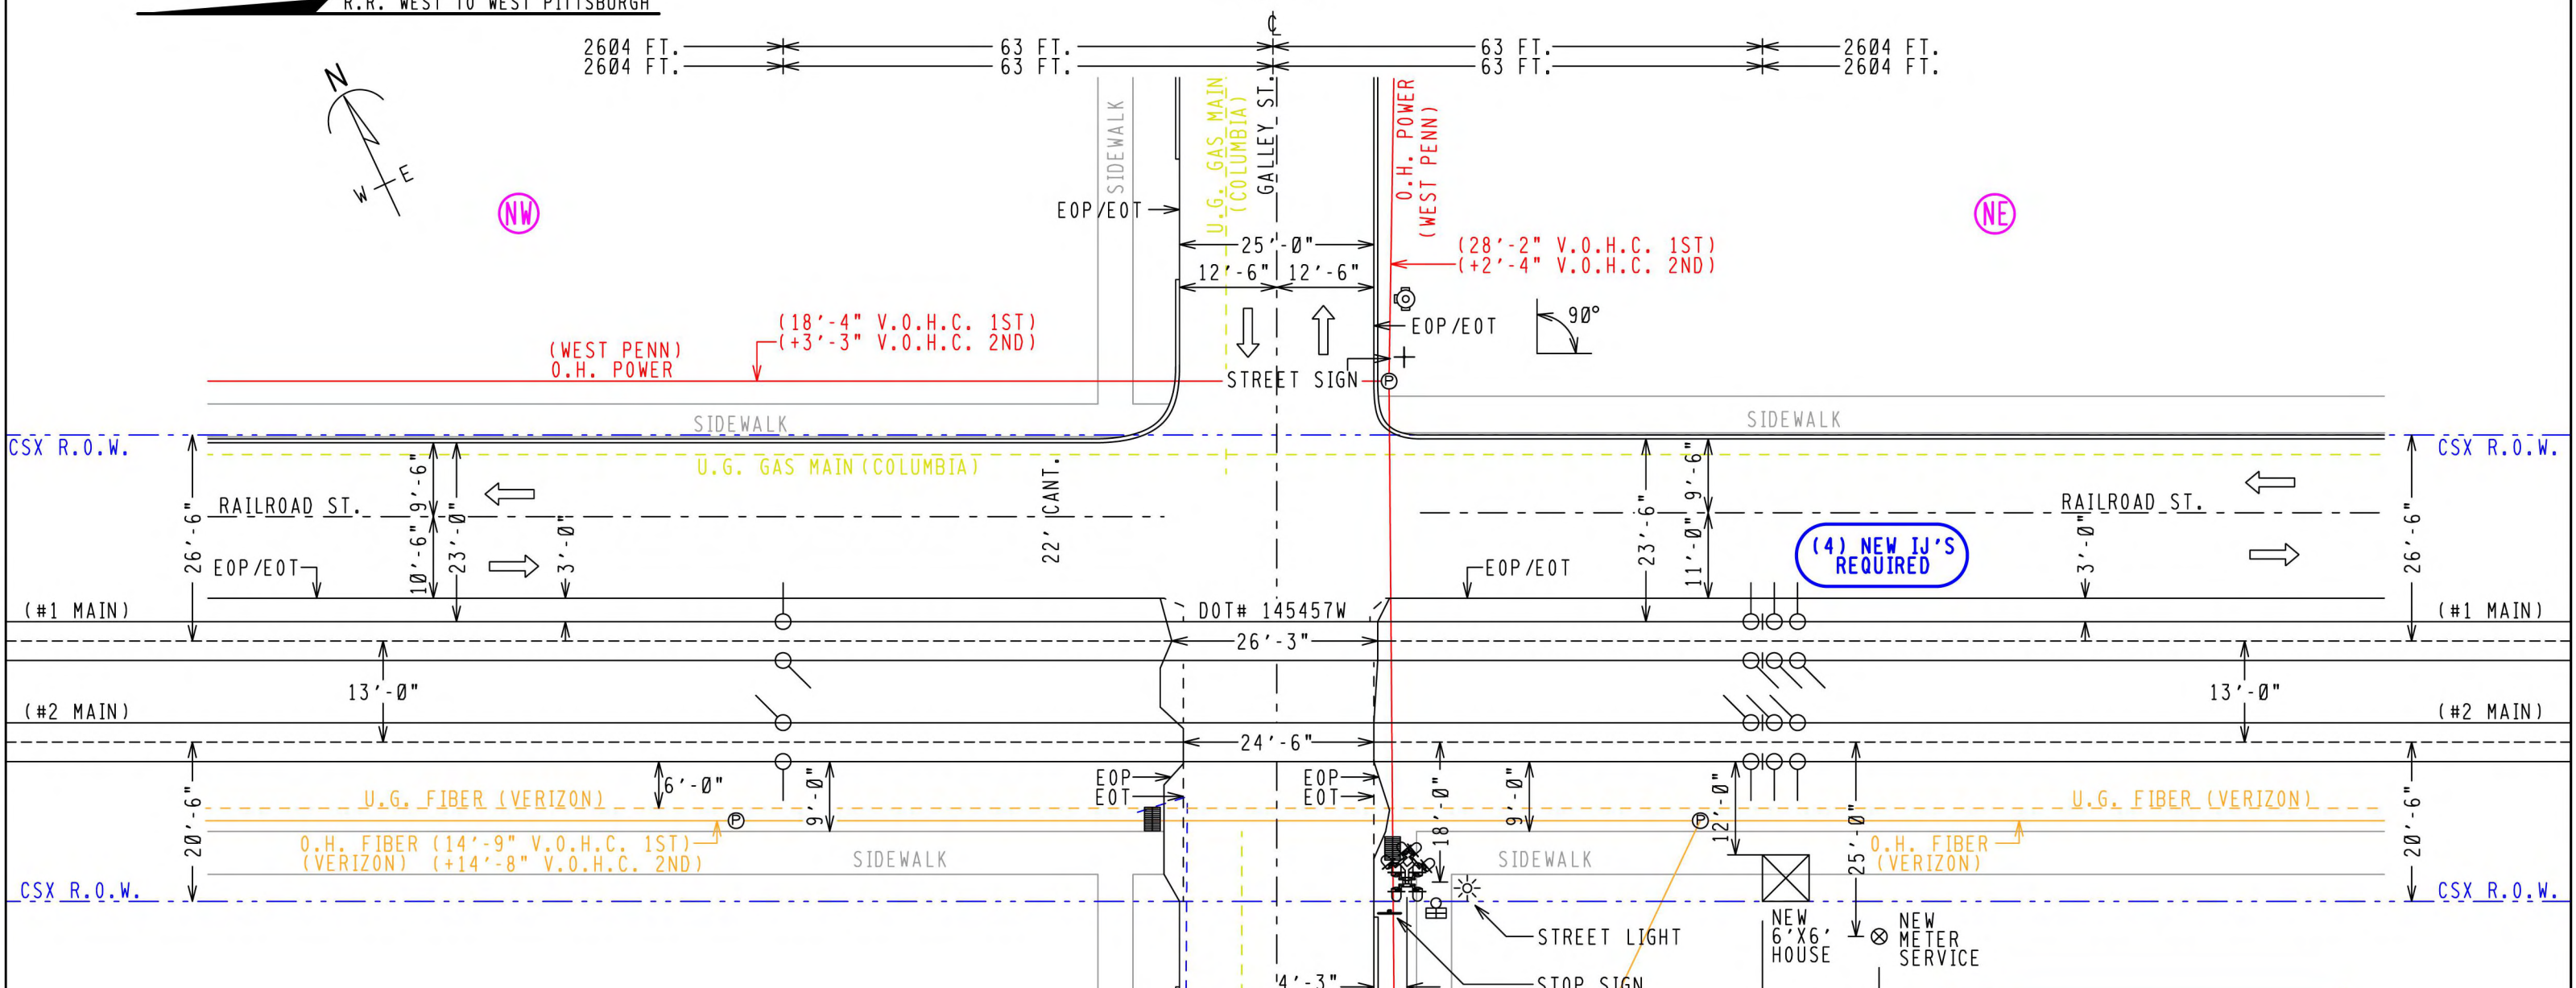 R.R. WEST TO WEST PITTSBURGH
℄
2604 FT. 63 FT. 63 FT. 2604 FT.
2604 FT. 63 FT. 63 FT. 2604 FT.
N
W E
NW
NE
SIDEWALK
U.G. GAS MAIN
(COLUMBIA)
GALLEY ST.
O.H. POWER
(WEST PENN)
EOP/EOT
25'-0"
12'-6" 12'-6"
(28'-2" V.O.H.C. 1ST)
(+2'-4" V.O.H.C. 2ND)
(18'-4" V.O.H.C. 1ST)
(+3'-3" V.O.H.C. 2ND)
EOP/EOT
90°
(WEST PENN)
O.H. POWER
STREET SIGN
P
SIDEWALK
SIDEWALK
CSX R.O.W.
CSX R.O.W.
U.G. GAS MAIN (COLUMBIA)
22' CANT.
RAILROAD ST.
RAILROAD ST.
26'-6"
9'-6"
10'-6"
23'-0"
3'-0"
23'-6"
9'-6"
11'-0"
3'-0"
26'-6"
(4) NEW IJ'S
REQUIRED
EOP/EOT
EOP/EOT
(#1 MAIN)
DOT# 145457W
(#1 MAIN)
26'-3"
13'-0"
13'-0"
(#2 MAIN)
(#2 MAIN)
24'-6"
EOP
EOT
EOP
EOT
20'-6"
6'-0"
9'-0"
18'-0"
9'-0"
12'-0"
25'-0"
20'-6"
U.G. FIBER (VERIZON)
U.G. FIBER (VERIZON)
P
P
O.H. FIBER (14'-9" V.O.H.C. 1ST)
(VERIZON) (+14'-8" V.O.H.C. 2ND)
SIDEWALK
SIDEWALK
O.H. FIBER
(VERIZON)
CSX R.O.W.
CSX R.O.W.
STREET LIGHT
NEW
6'X6'
HOUSE
NEW
METER
SERVICE
4'-3"
STOP SIGN